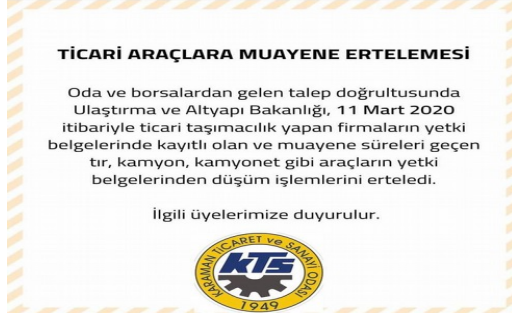 TİCARİ ARAÇLARA MUAYENE ERTELEMESİ
Oda ve borsalardan gelen talep doğrultusunda
Ulaştırma ve Altyapı Bakanlığı, 11 Mart 2020
itibariyle ticari taşımacılık yapan firmaların yetki
belgelerinde kayıtlı olan ve muayene süreleri geçen
tır, kamyon, kamyonet gibi araçların yetki
belgelerinden düşüm işlemlerini erteledi.
İlgili üyelerimize duyurulur.
KARAMAN TİCARET ve SANAYİ ODASI
KTS
1949